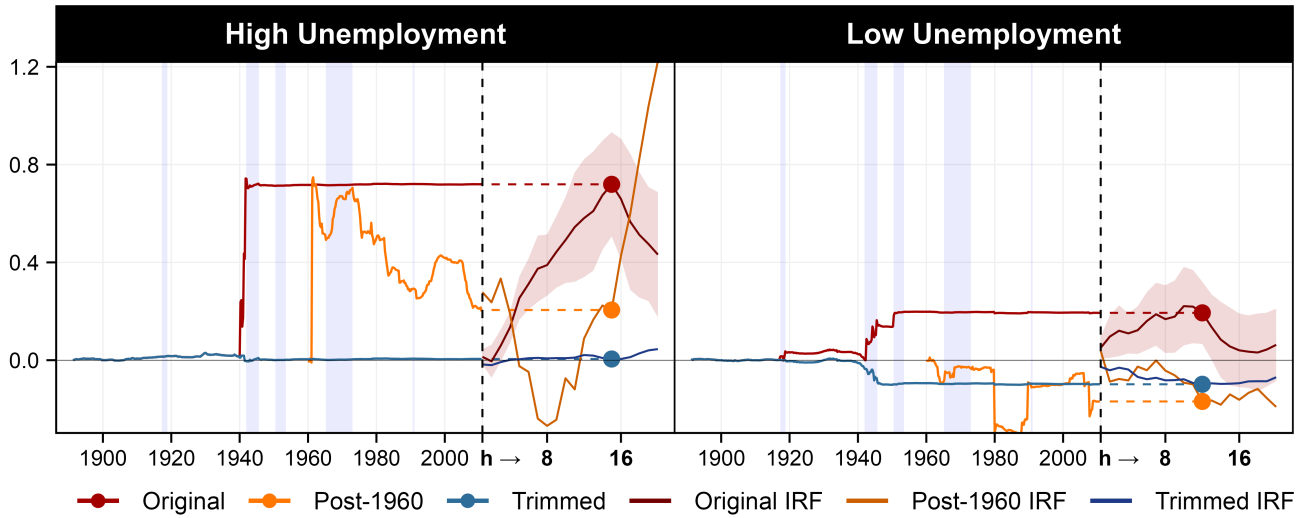 High Unemployment Low Unemployment
1.2
0.8
0.4
0.0
1900 1920 1940 1960 1980 2000 h → 8 16 1900 1920 1940 1960 1980 2000 h → 8 16
Original Post-1960 Trimmed Original IRF Post-1960 IRF Trimmed IRF